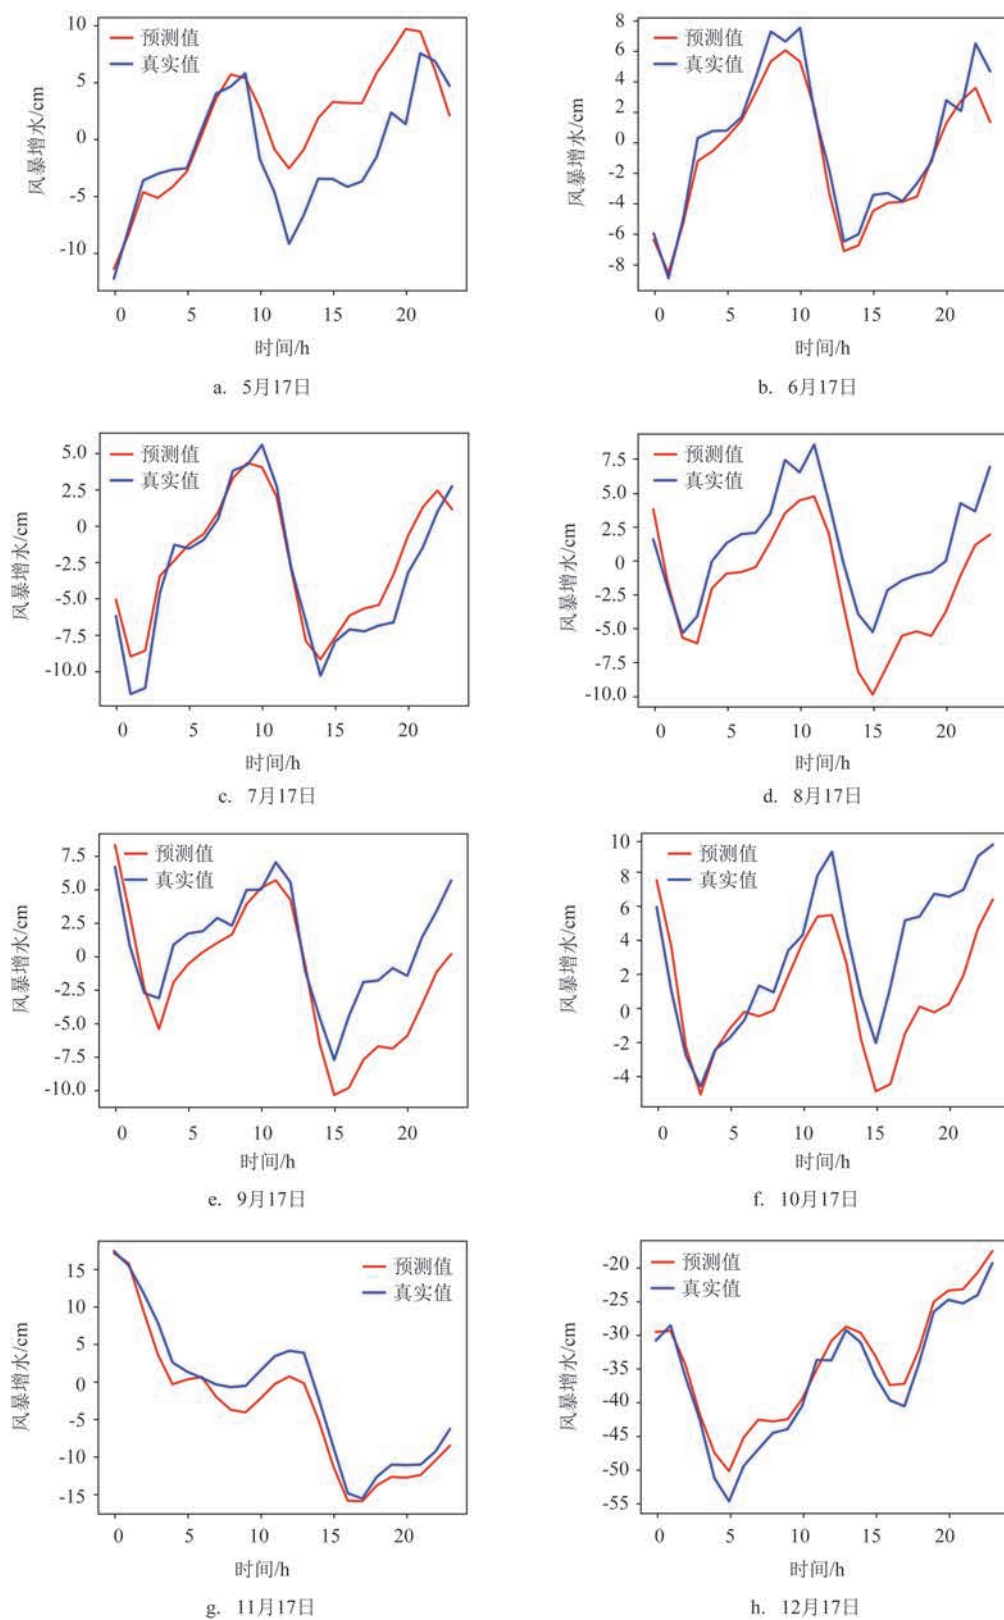 10
5
0
-5
-10
预测值
真实值
风暴增水/cm
0 5 10 15 20
时间/h
a. 5月17日
8
6
4
2
0
-2
-4
-6
-8
预测值
真实值
风暴增水/cm
0 5 10 15 20
时间/h
b. 6月17日
5.0
2.5
0
-2.5
-5.0
-7.5
-10.0
预测值
真实值
风暴增水/cm
0 5 10 15 20
时间/h
c. 7月17日
7.5
5.0
2.5
0
-2.5
-5.0
-7.5
-10.0
预测值
真实值
风暴增水/cm
0 5 10 15 20
时间/h
d. 8月17日
7.5
5.0
2.5
0
-2.5
-5.0
-7.5
-10.0
预测值
真实值
风暴增水/cm
0 5 10 15 20
时间/h
e. 9月17日
10
8
6
4
2
0
-2
-4
预测值
真实值
风暴增水/cm
0 5 10 15 20
时间/h
f. 10月17日
15
10
5
0
-5
-10
-15
预测值
真实值
风暴增水/cm
0 5 10 15 20
时间/h
g. 11月17日
-20
-25
-30
-35
-40
-45
-50
-55
预测值
真实值
风暴增水/cm
0 5 10 15 20
时间/h
h. 12月17日